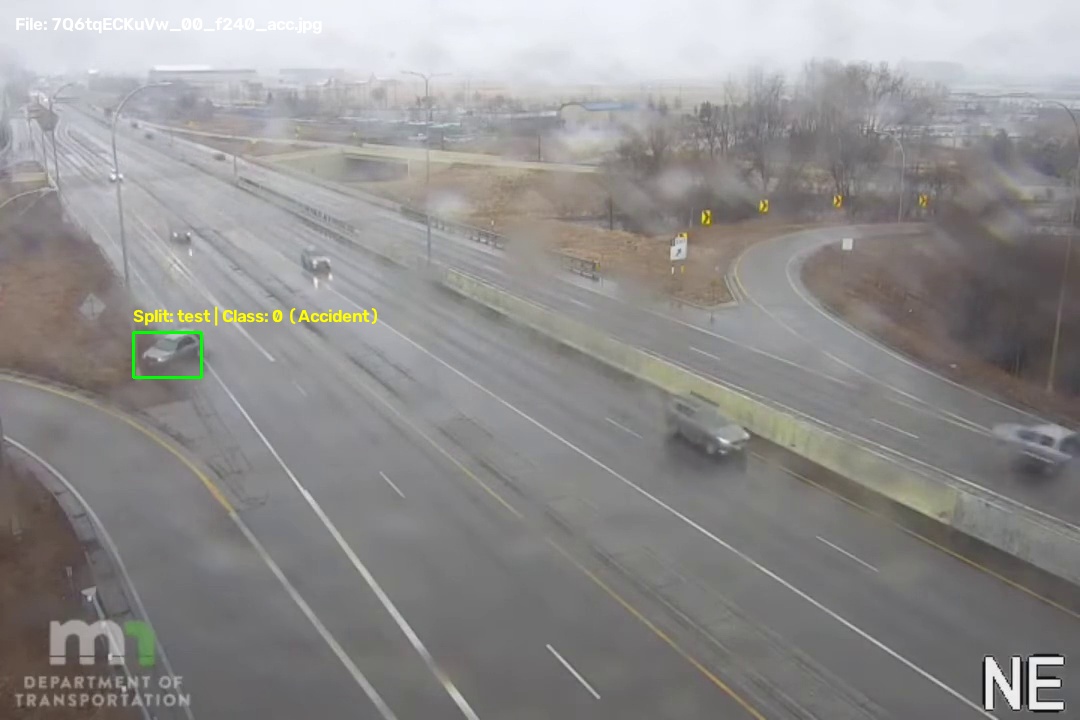 File: 7Q6tqECKuVw_00_f240_acc.jpg
Split: test | Class: 0 (Accident)
mn
DEPARTMENT OF
TRANSPORTATION
NE